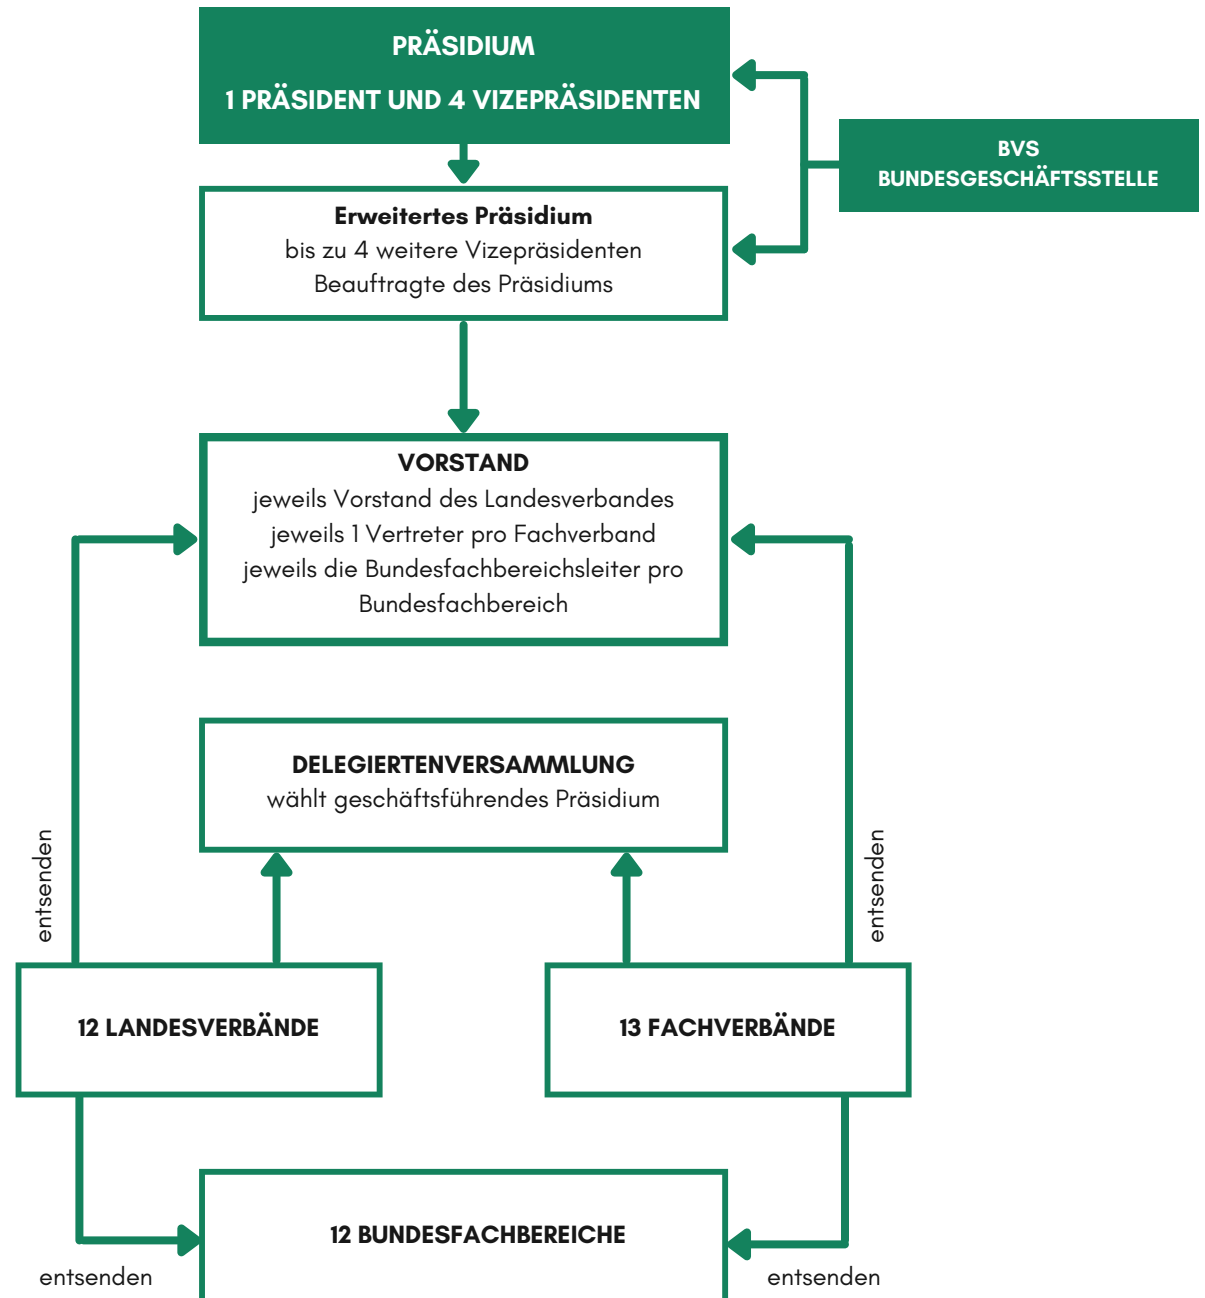 PRÄSIDIUM
1 PRÄSIDENT UND 4 VIZEPRÄSIDENTEN
BVS
BUNDESGESCHÄFTSSTELLE
Erweitertes Präsidium
bis zu 4 weitere Vizepräsidenten
Beauftragte des Präsidiums
VORSTAND
jeweils Vorstand des Landesverbandes
jeweils 1 Vertreter pro Fachverband
jeweils die Bundesfachbereichsleiter pro
Bundesfachbereich
DELEGIERTENVERSAMMLUNG
wählt geschäftsführendes Präsidium
entsenden
entsenden
12 LANDESVERBÄNDE
13 FACHVERBÄNDE
12 BUNDESFACHBEREICHE
entsenden
entsenden